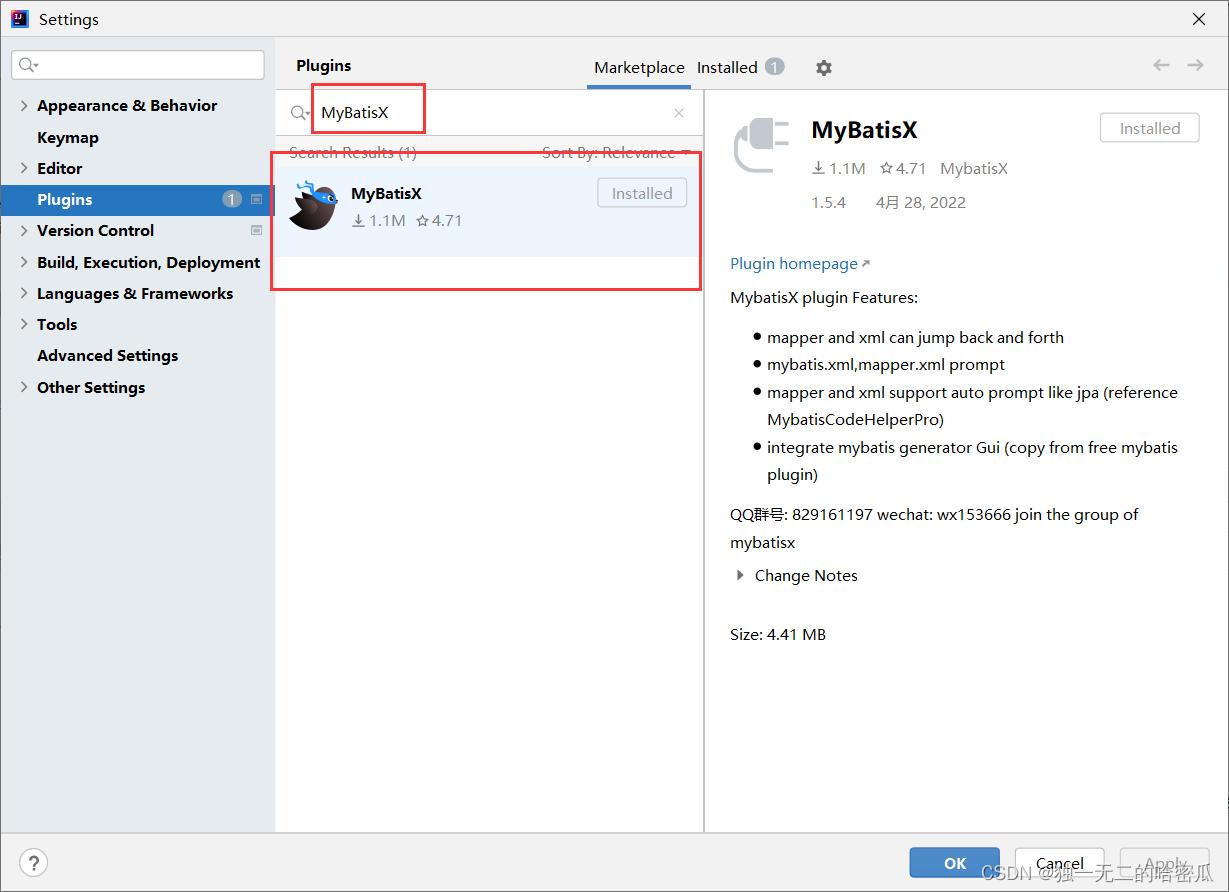 Settings
Plugins
Marketplace Installed 1
Appearance & Behavior
Keymap
Editor
Plugins 1
Version Control
Build, Execution, Deployment
Languages & Frameworks
Tools
Advanced Settings
Other Settings
MyBatisX
Search Results (1) Sort By: Relevance
MyBatisX
Installed
1.1M 4.71
MyBatisX
Installed
1.1M 4.71 MybatisX
1.5.4 4月 28, 2022
Plugin homepage
MybatisX plugin Features:
mapper and xml can jump back and forth
mybatis.xml,mapper.xml prompt
mapper and xml support auto prompt like jpa (reference
MybatisCodeHelperPro)
integrate mybatis generator Gui (copy from free mybatis
plugin)
QQ群号: 829161197 wechat: wx153666 join the group of
mybatisx
Change Notes
Size: 4.41 MB
?
OK Cancel Apply
CSDN @独一无二的哈密瓜